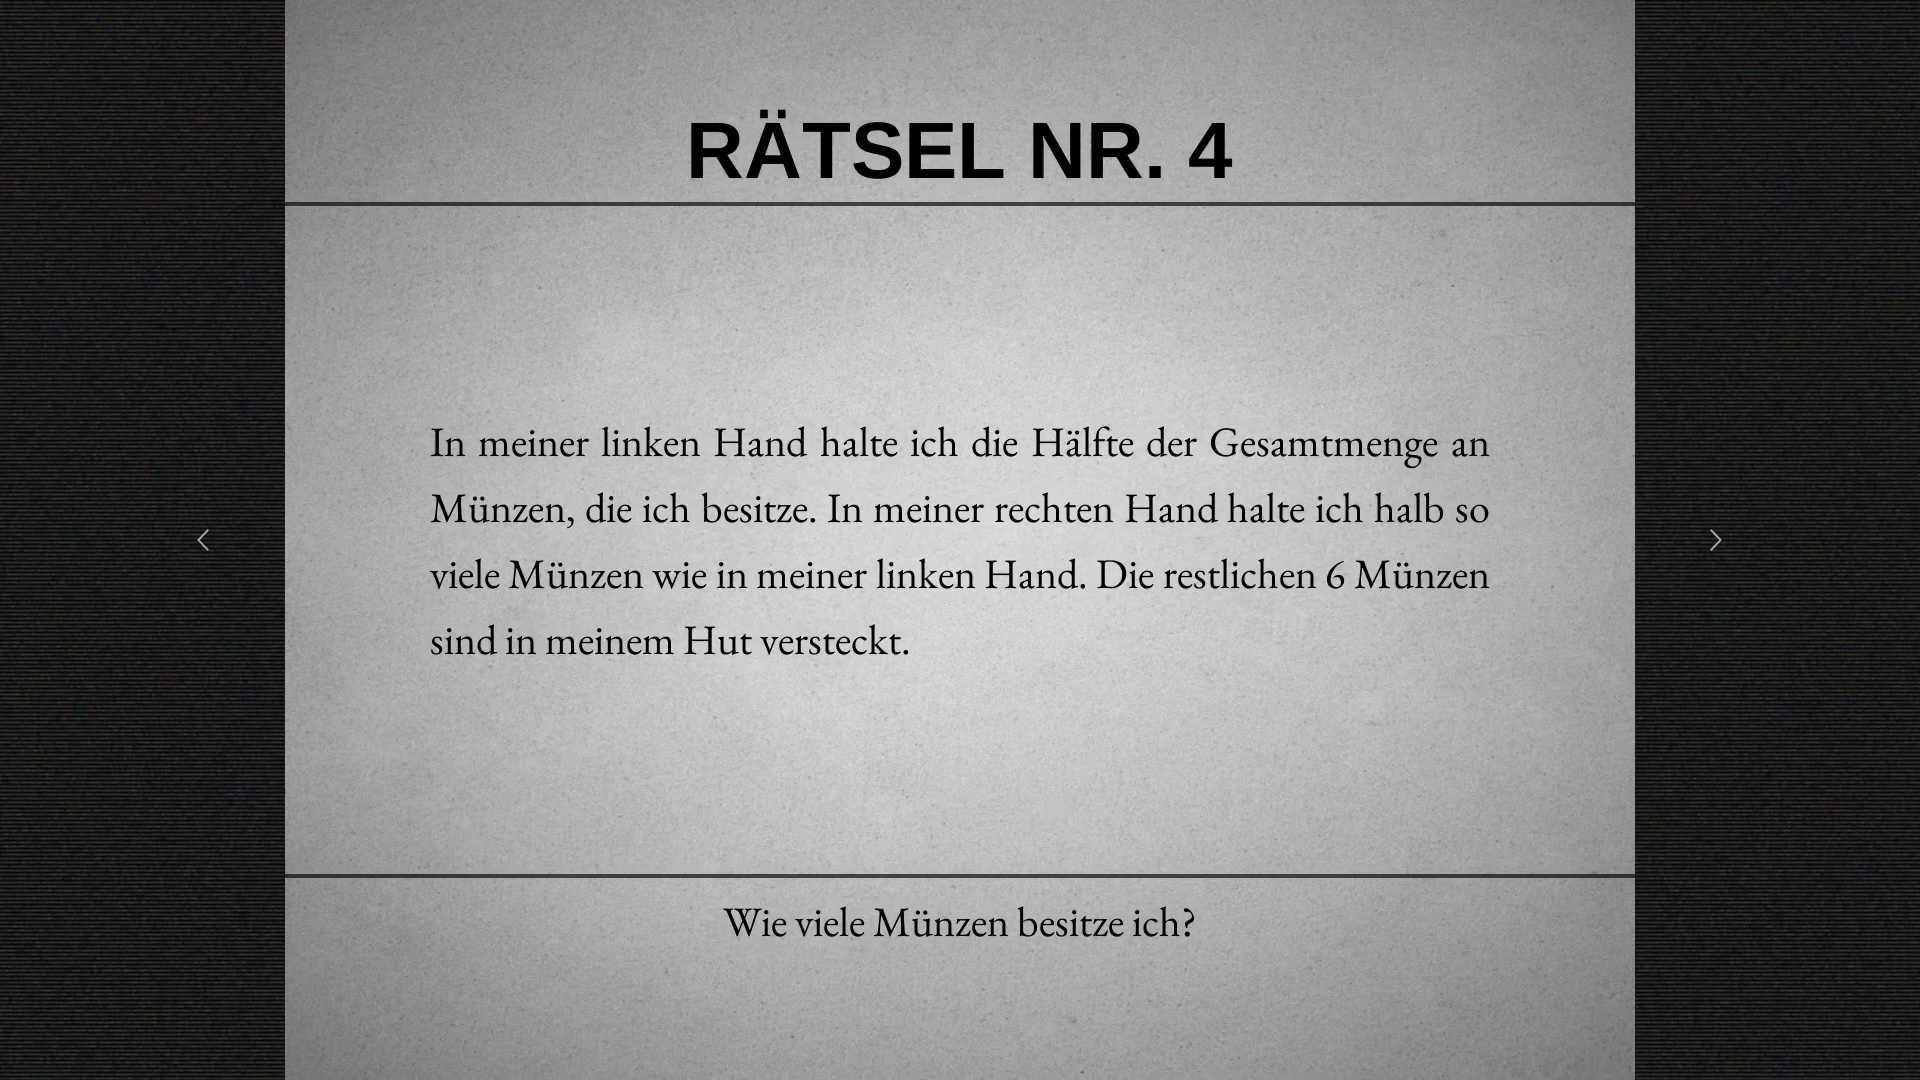 RÄTSEL NR. 4
In meiner linken Hand halte ich die Hälfte der Gesamtmenge an
Münzen, die ich besitze. In meiner rechten Hand halte ich halb so
viele Münzen wie in meiner linken Hand. Die restlichen 6 Münzen
sind in meinem Hut versteckt.
Wie viele Münzen besitze ich?